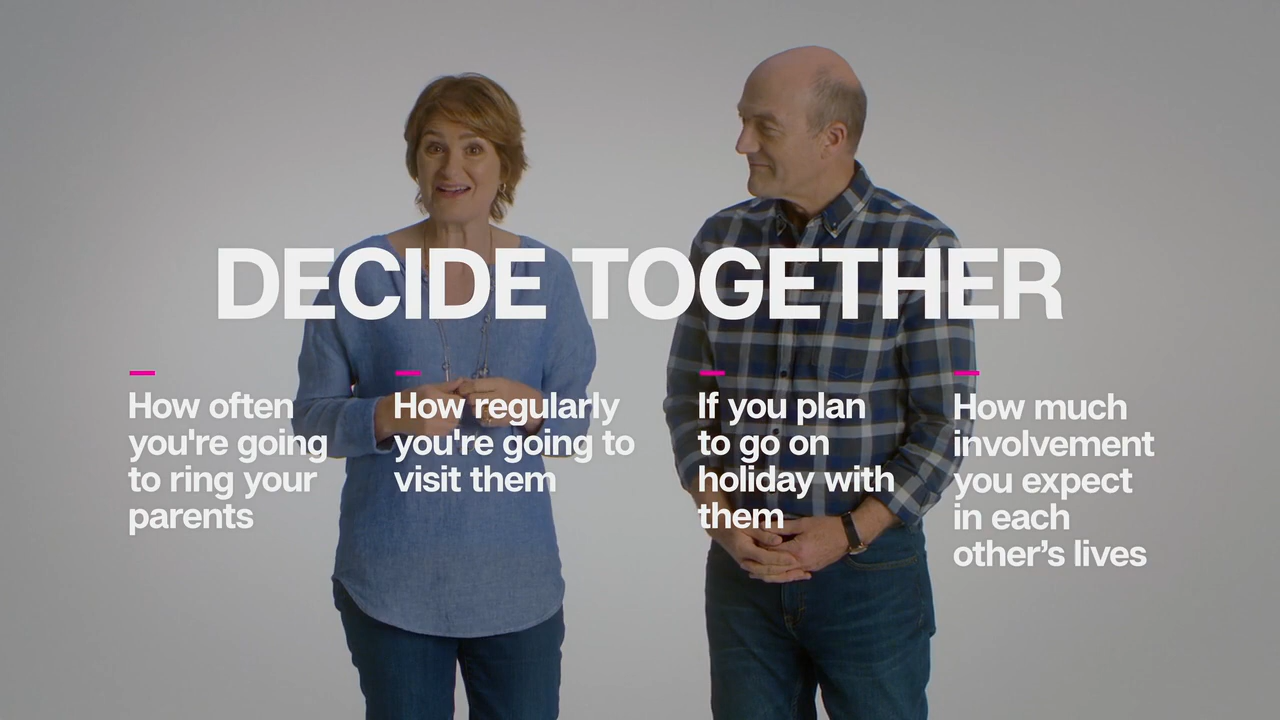 DECIDE TOGETHER
How often
you're going
to ring your
parents
How regularly
you're going to
visit them
If you plan
to go on
holiday with
them
How much
involvement
you expect
in each
other’s lives